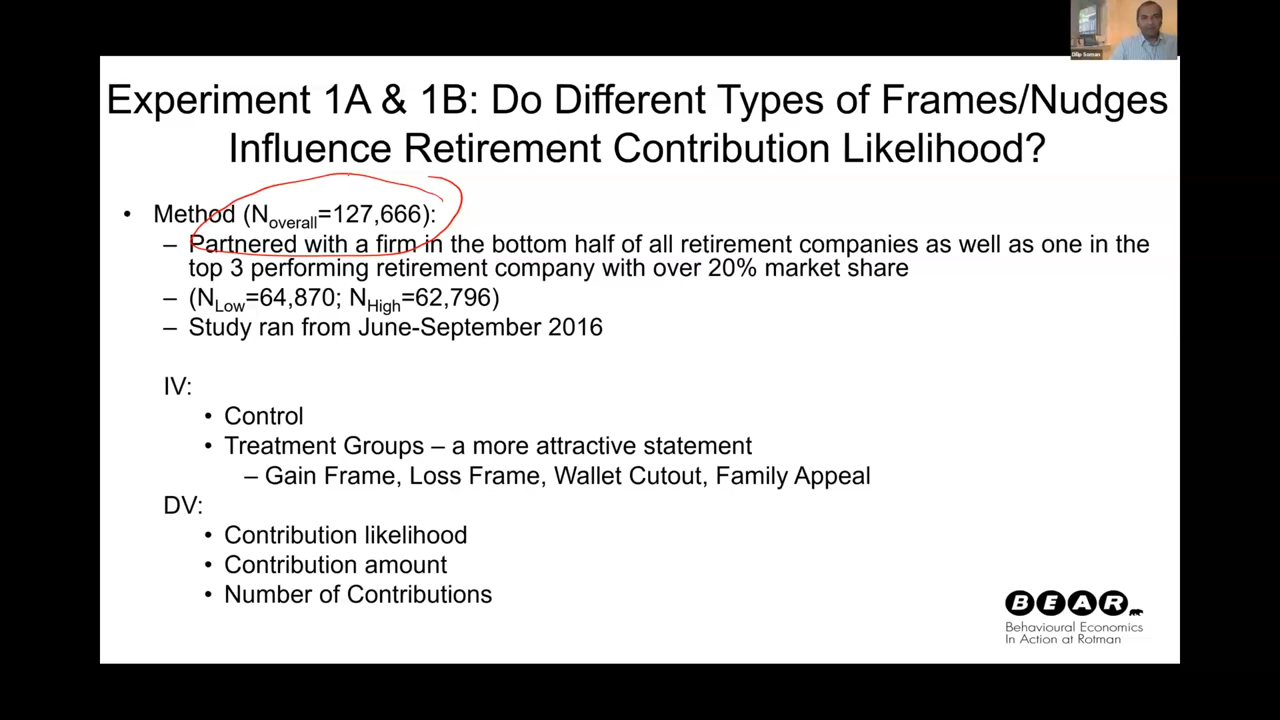 Dilip Soman
Experiment 1A & 1B: Do Different Types of Frames/Nudges
Influence Retirement Contribution Likelihood?
• Method (Noverall=127,666):
– Partnered with a firm in the bottom half of all retirement companies as well as one in the
top 3 performing retirement company with over 20% market share
– (NLow=64,870; NHigh=62,796)
– Study ran from June-September 2016
IV:
• Control
• Treatment Groups – a more attractive statement
– Gain Frame, Loss Frame, Wallet Cutout, Family Appeal
DV:
• Contribution likelihood
• Contribution amount
• Number of Contributions
BEAR
Behavioural Economics
In Action at Rotman